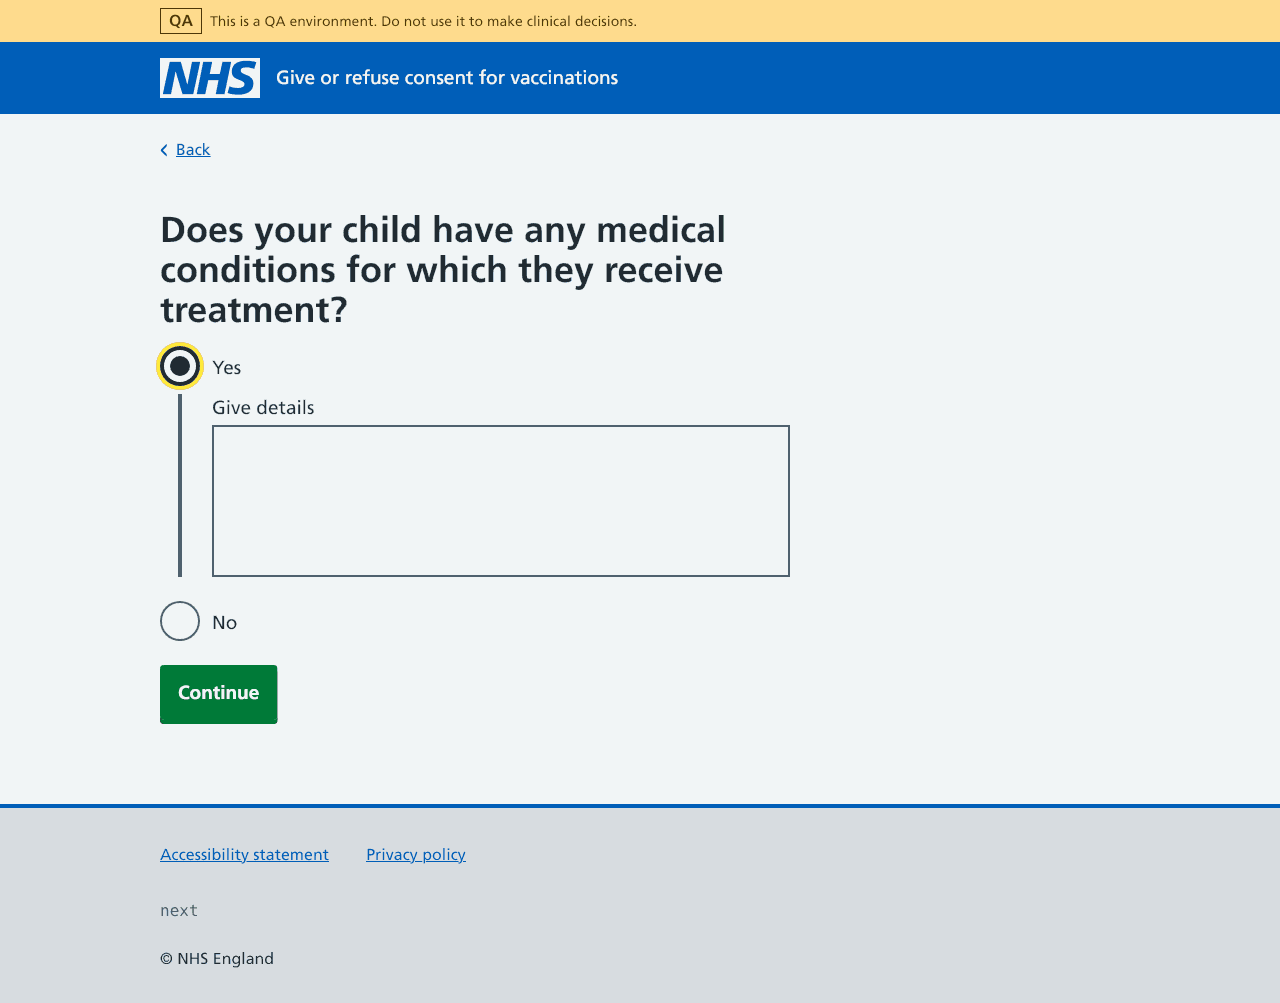 QA This is a QA environment. Do not use it to make clinical decisions.
NHS Give or refuse consent for vaccinations
Back
Does your child have any medical
conditions for which they receive
treatment?
Yes
Give details
No
Continue
Accessibility statement Privacy policy
next
© NHS England